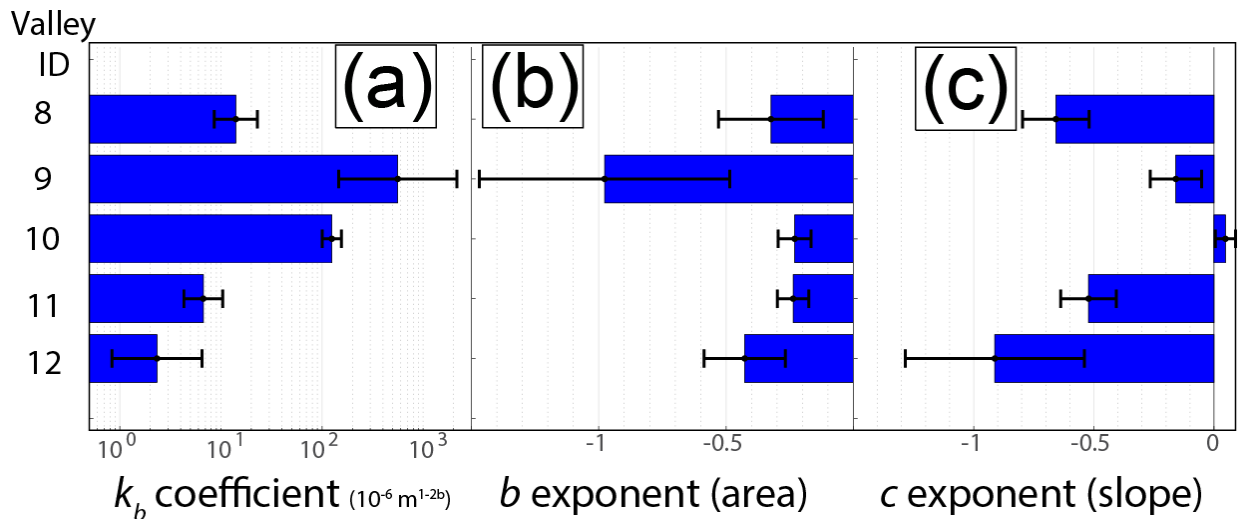 Valley
ID
(a)
(b)
(c)
8
9
10
11
12
10⁰ 10¹ 10² 10³
-1 -0.5
-1 -0.5 0
k_b coefficient (10⁻⁶ m¹⁻²ᵇ)
b exponent (area)
c exponent (slope)